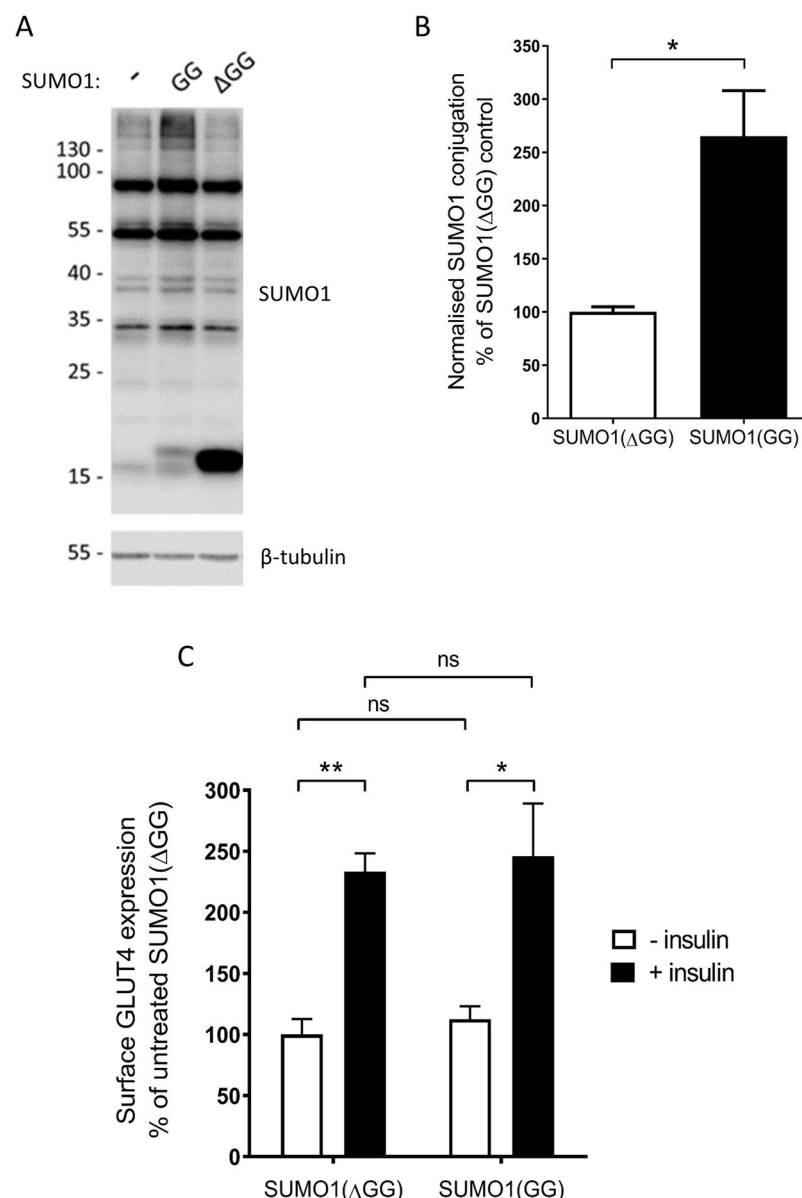 A
SUMO1: - GG ΔGG
130 -
100 -
55 -
40 -
35 -
25 -
15 -
SUMO1
55 -
β-tubulin
B
*
350
300
250
200
150
100
50
0
Normalised SUMO1 conjugation
% of SUMO1(ΔGG) control
SUMO1(ΔGG) SUMO1(GG)
C
ns
ns
** *
300
250
200
150
100
50
0
Surface GLUT4 expression
% of untreated SUMO1(ΔGG)
- insulin
+ insulin
SUMO1(ΔGG) SUMO1(GG)